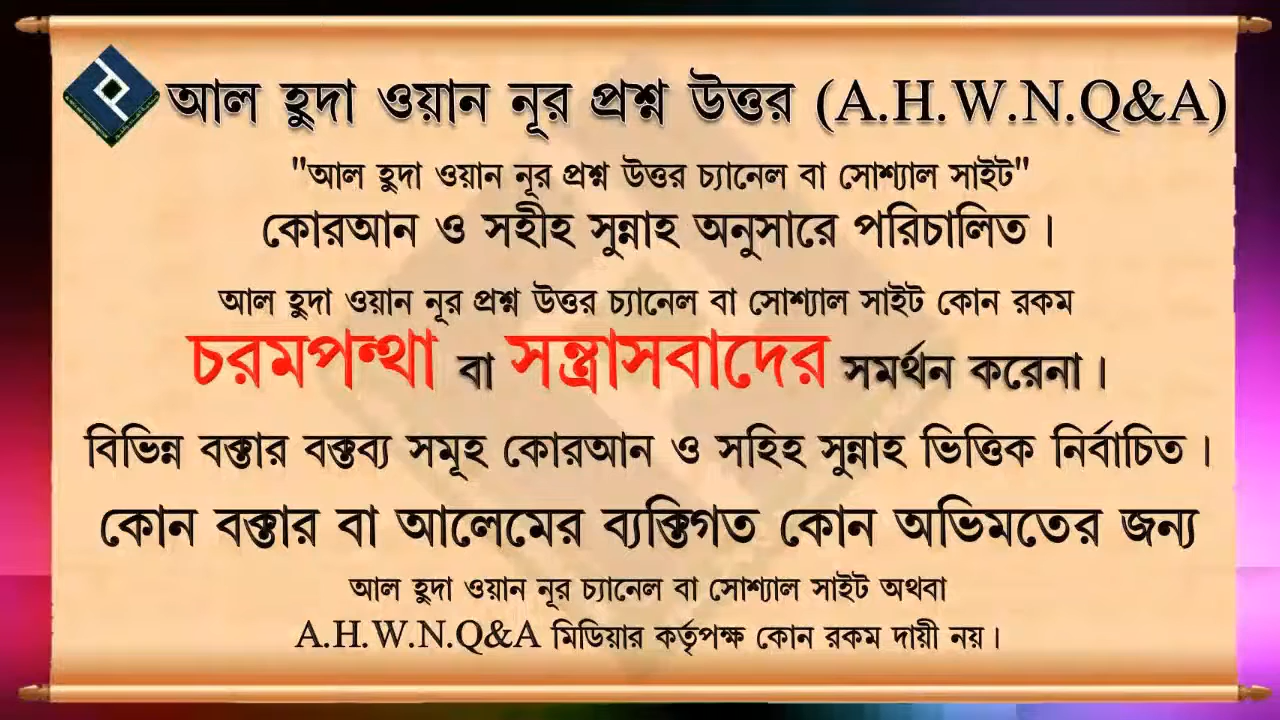 আল হুদা ওয়ান নূর প্রশ্ন উত্তর (A.H.W.N.Q&A)
"আল হুদা ওয়ান নূর প্রশ্ন উত্তর চ্যানেল বা সোশ্যাল সাইট"
কোরআন ও সহীহ সুন্নাহ অনুসারে পরিচালিত।
আল হুদা ওয়ান নূর প্রশ্ন উত্তর চ্যানেল বা সোশ্যাল সাইট কোন রকম
চরমপন্থা বা সন্ত্রাসবাদের সমর্থন করেনা।
বিভিন্ন বক্তার বক্তব্য সমূহ কোরআন ও সহিহ সুন্নাহ ভিত্তিক নির্বাচিত।
কোন বক্তার বা আলেমের ব্যক্তিগত কোন অভিমতের জন্য
আল হুদা ওয়ান নূর চ্যানেল বা সোশ্যাল সাইট অথবা
A.H.W.N.Q&A মিডিয়ার কর্তৃপক্ষ কোন রকম দায়ী নয়।